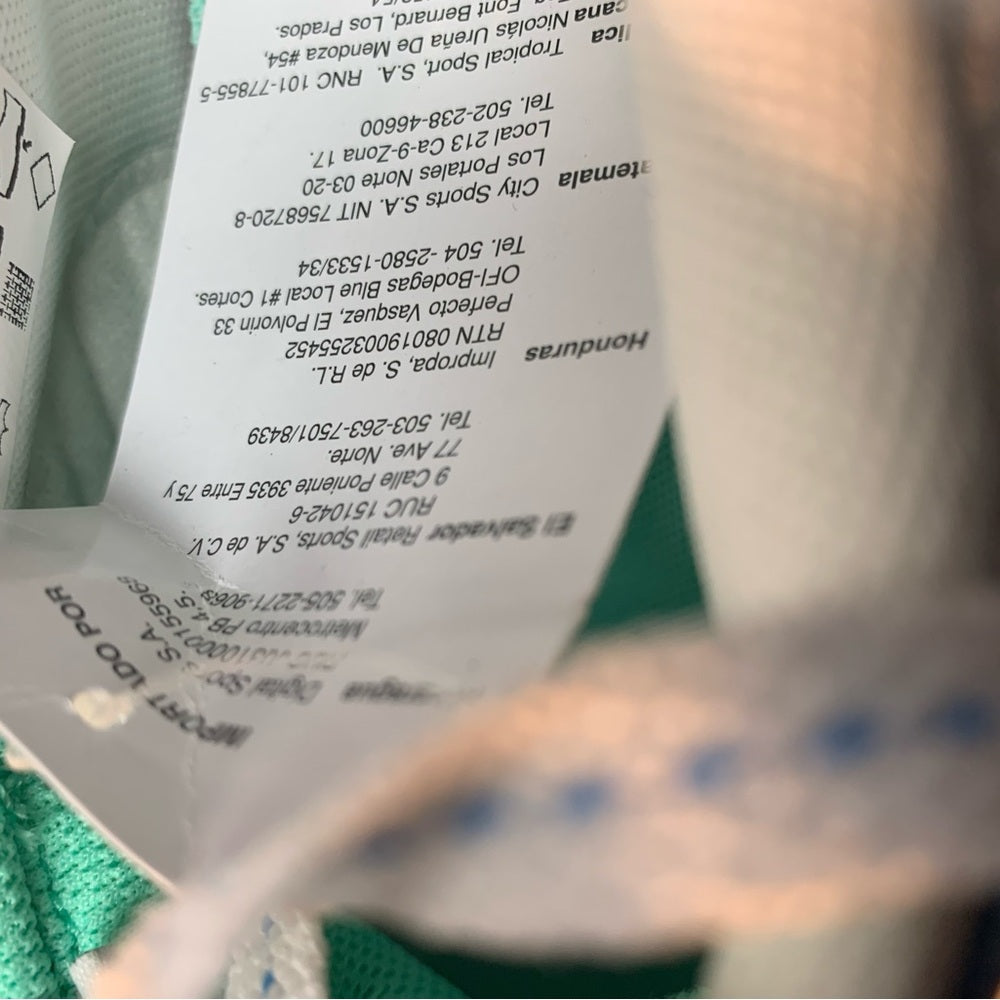 IMPORTADO POR
Digital
S.A.
Metrocentro PB 4,5.
Tel. 505-2271-9063
El Salvador Retail Sports, S.A. de C.V.
RUC 151042-6
9 Calle Poniente 3935 Entre 75 y
77 Ave. Norte.
Tel. 503-263-7501/8439
Honduras Impropa, S. de R.L.
RTN 08019003255452
Perfecto Vasquez, El Polvorin 33
OFI-Bodegas Blue Local #1 Cortes.
Tel. 504 -2580-1533/34
atemala City Sports S.A. NIT 7568720-8
Los Portales Norte 03-20
Local 213 Ca-9-Zona 17.
Tel. 502-238-46600
lica Tropical Sport, S.A. RNC 101-77855-5
cana Nicolás Ureña De Mendoza #54,
Font Bernard, Los Prados.